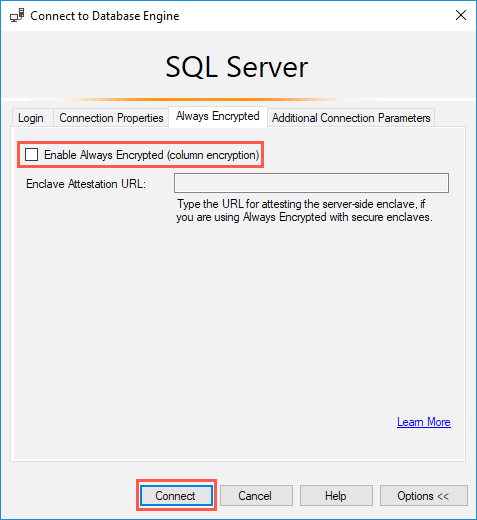 Connect to Database Engine
SQL Server
Login Connection Properties Always Encrypted Additional Connection Parameters
Enable Always Encrypted (column encryption)
Enclave Attestation URL:
Type the URL for attesting the server-side enclave, if
you are using Always Encrypted with secure enclaves.
Learn More
Connect Cancel Help Options <<